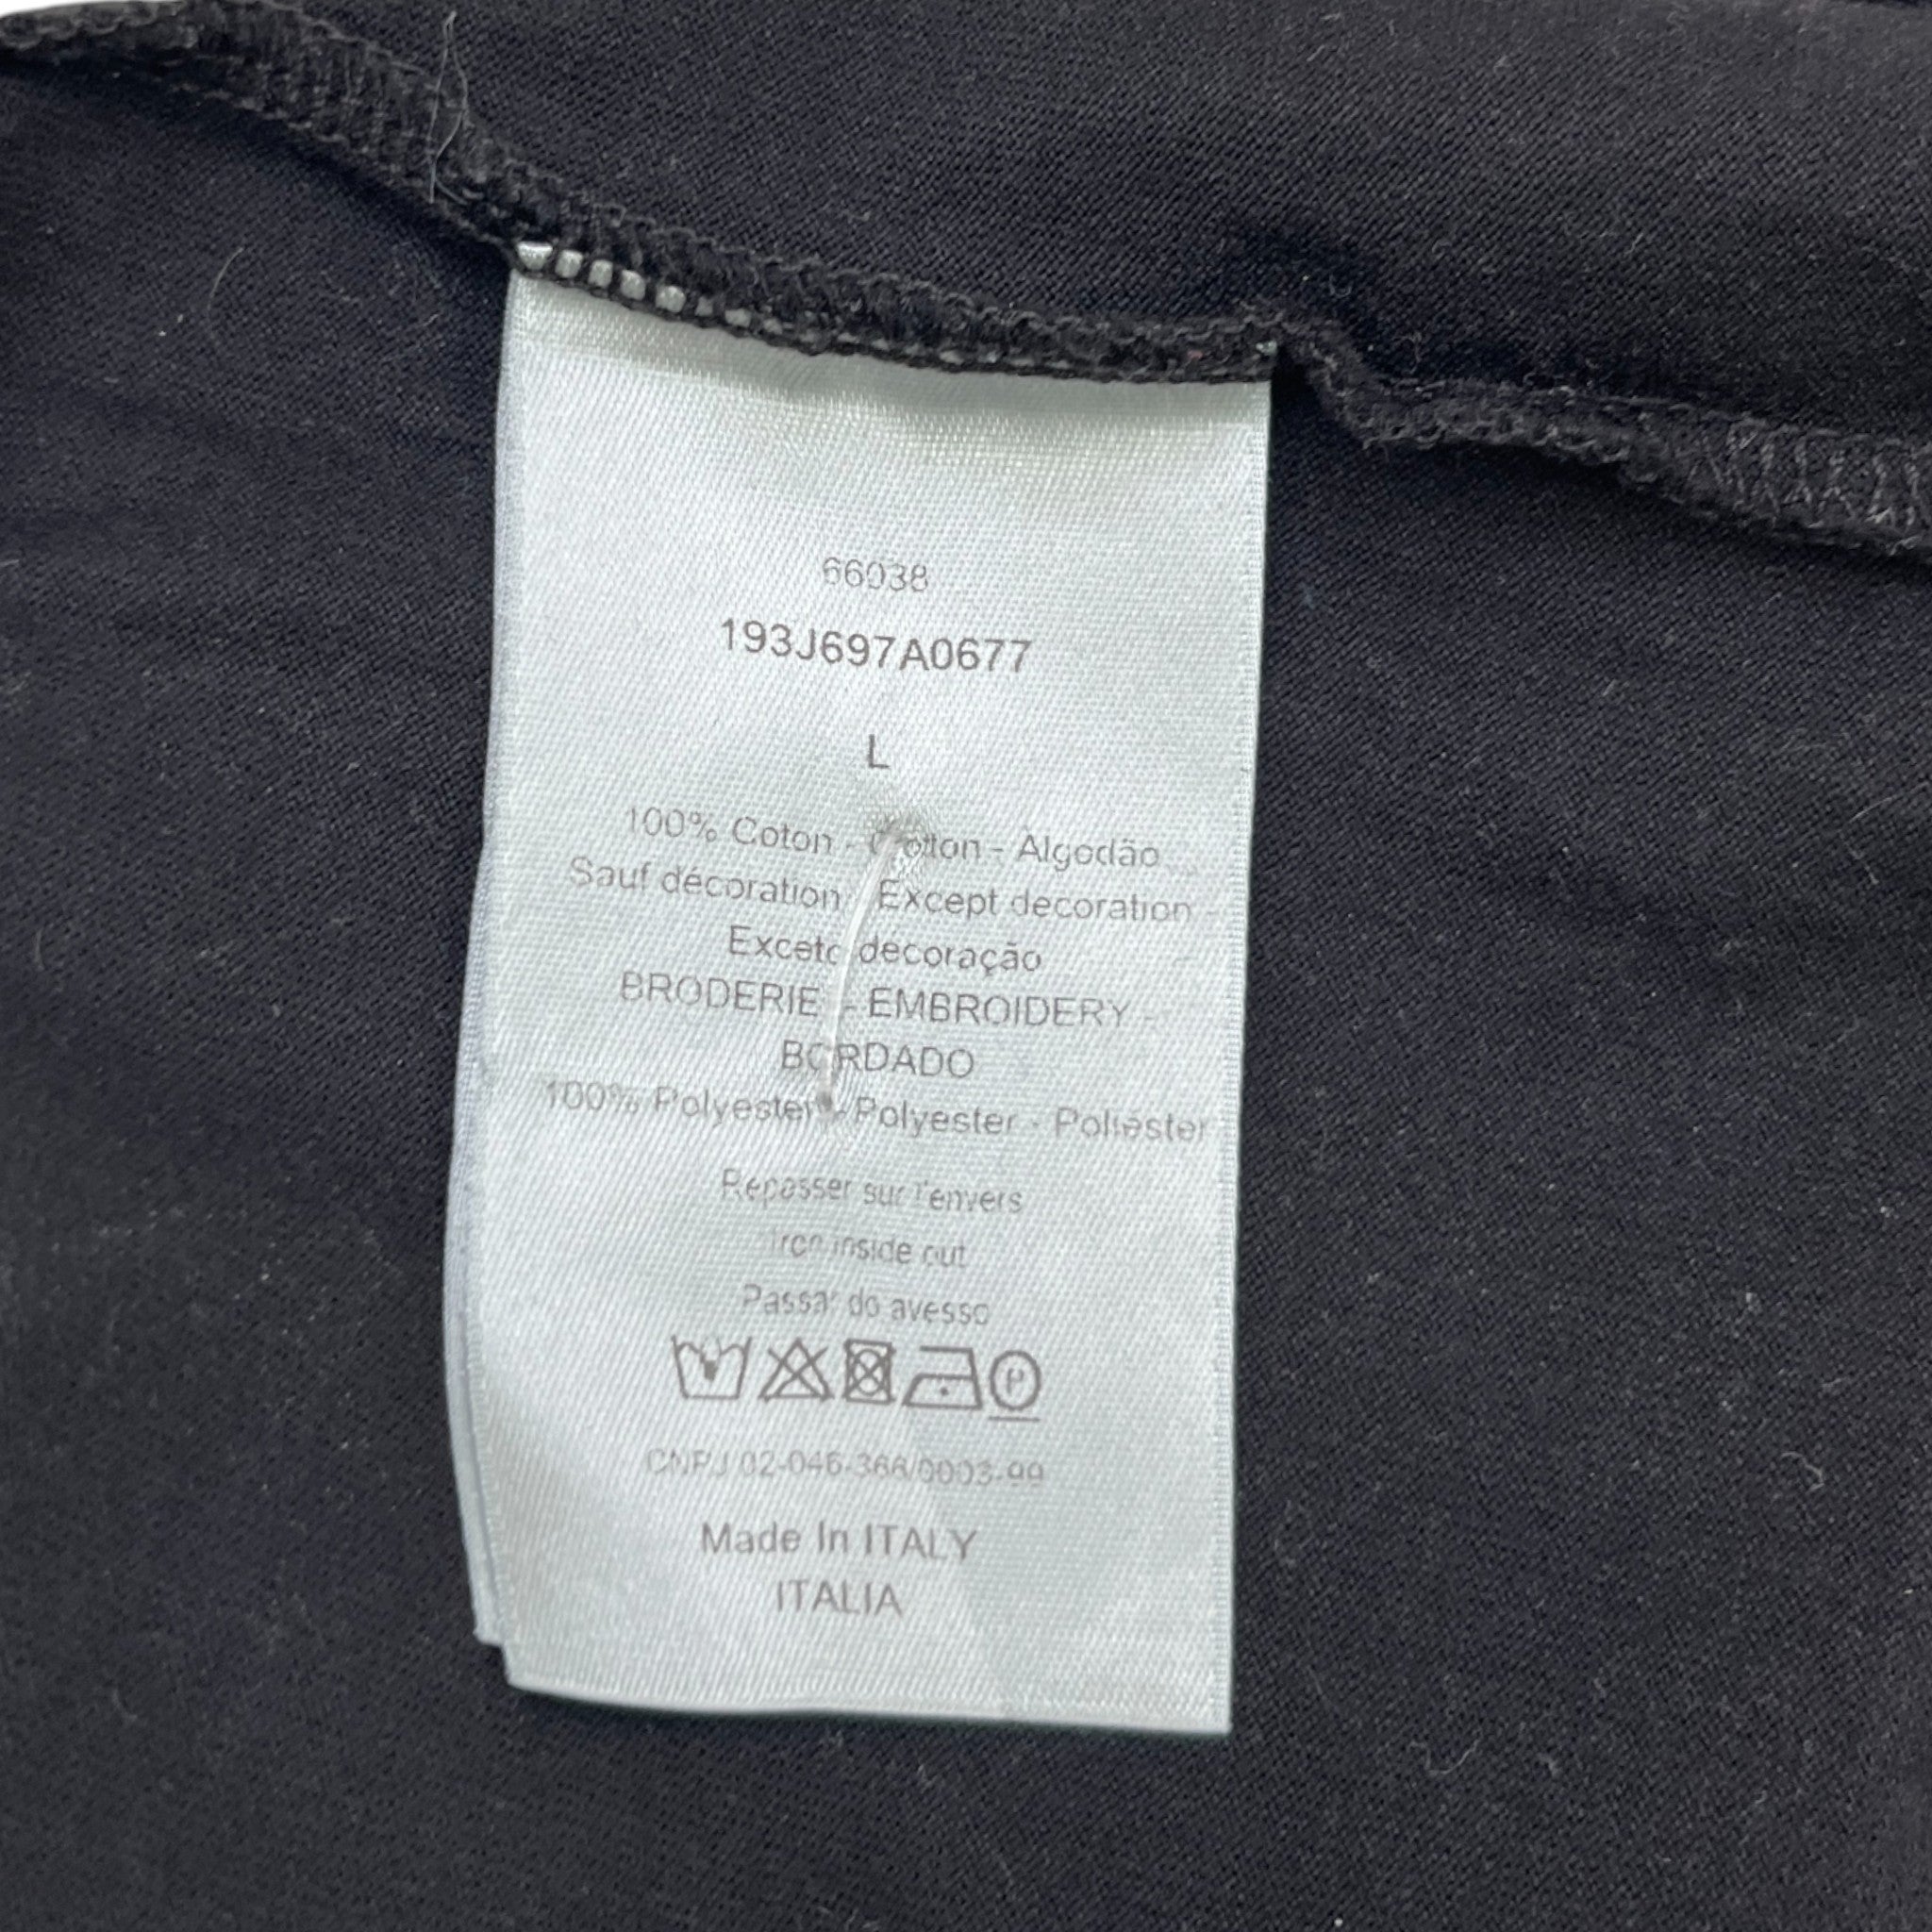 66038
193J697A0677
L
100% Coton - Cotton - Algodão
Sauf décoration - Except decoration -
Exceto decoração
BRODERIE - EMBROIDERY -
BORDADO
100% Polyester - Polyester - Poliéster
Repasser sur l'envers
Iron inside out
Passar do avesso
P
CNPJ 02-046-366/0003-99
Made In ITALY
ITALIA